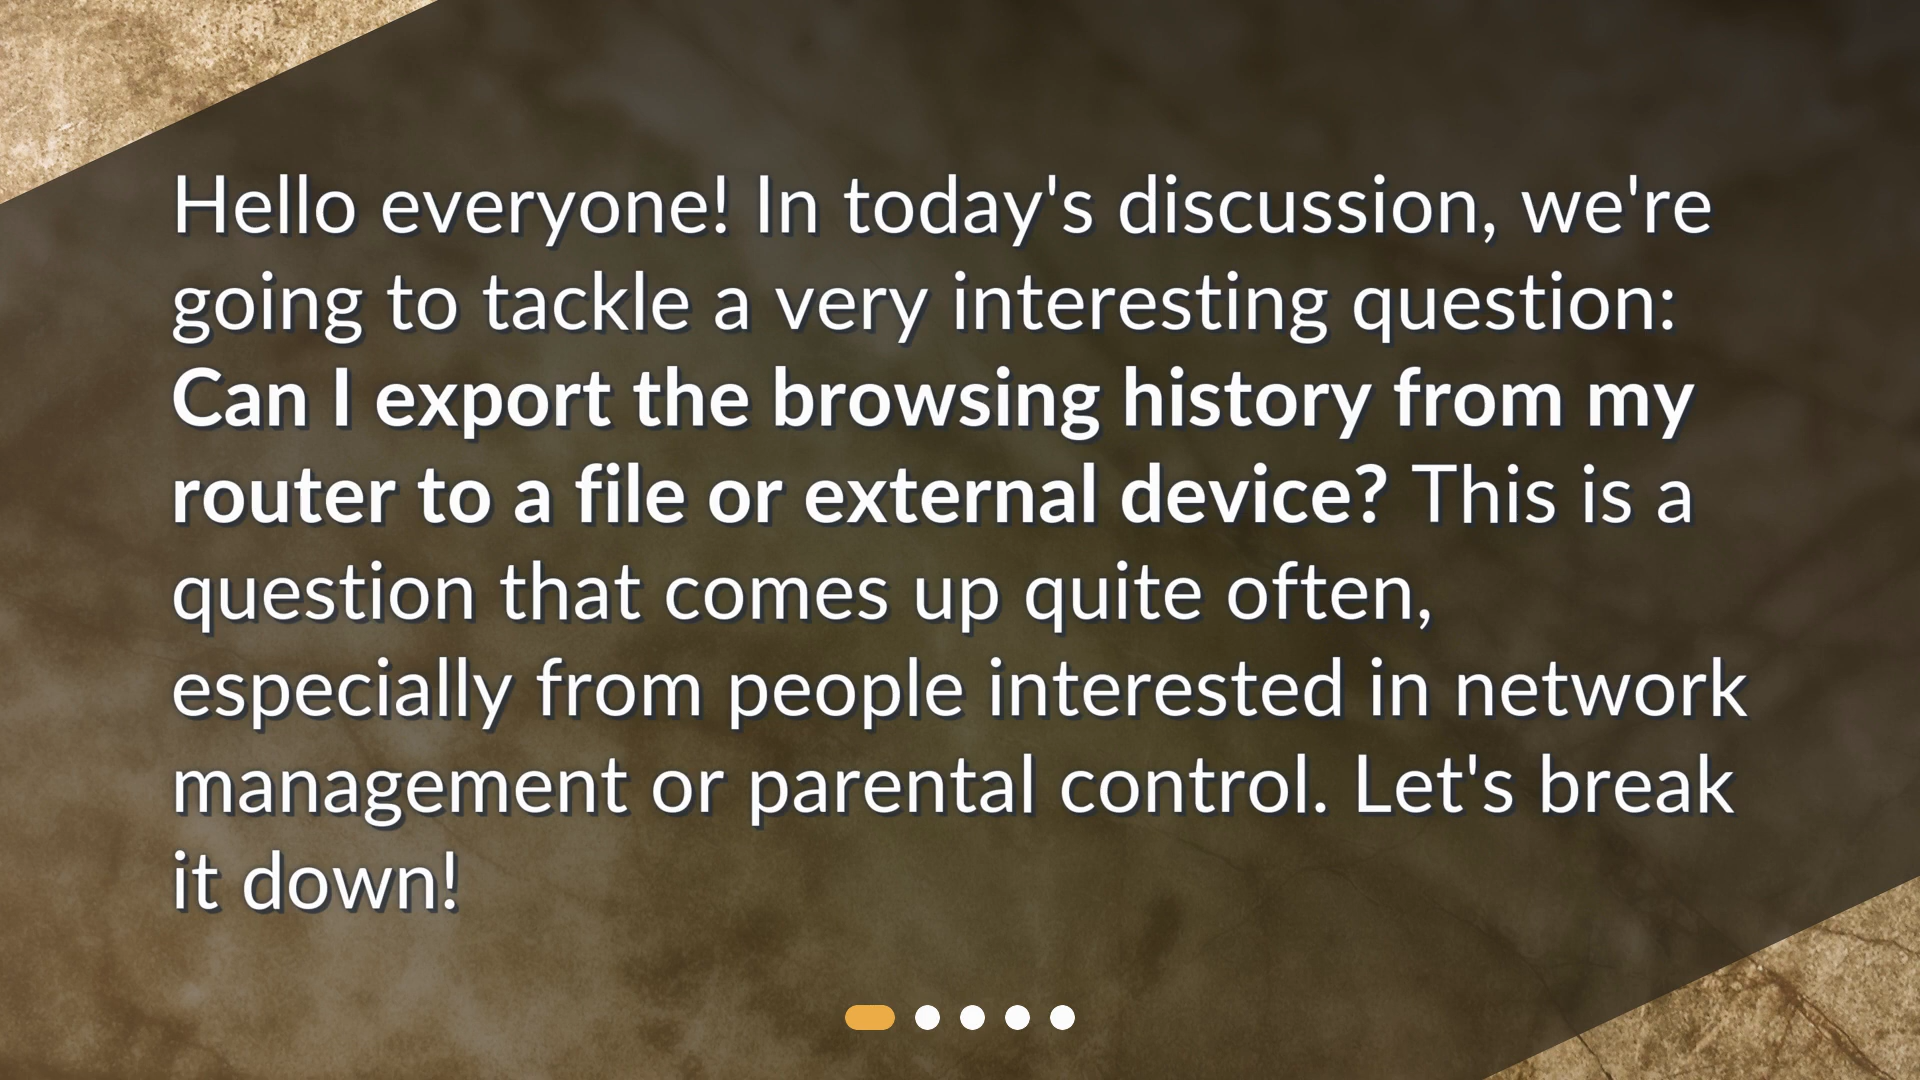 Hello everyone! In today's discussion, we're
going to tackle a very interesting question:
Can I export the browsing history from my
router to a file or external device? This is a
question that comes up quite often,
especially from people interested in network
management or parental control. Let's break
it down!